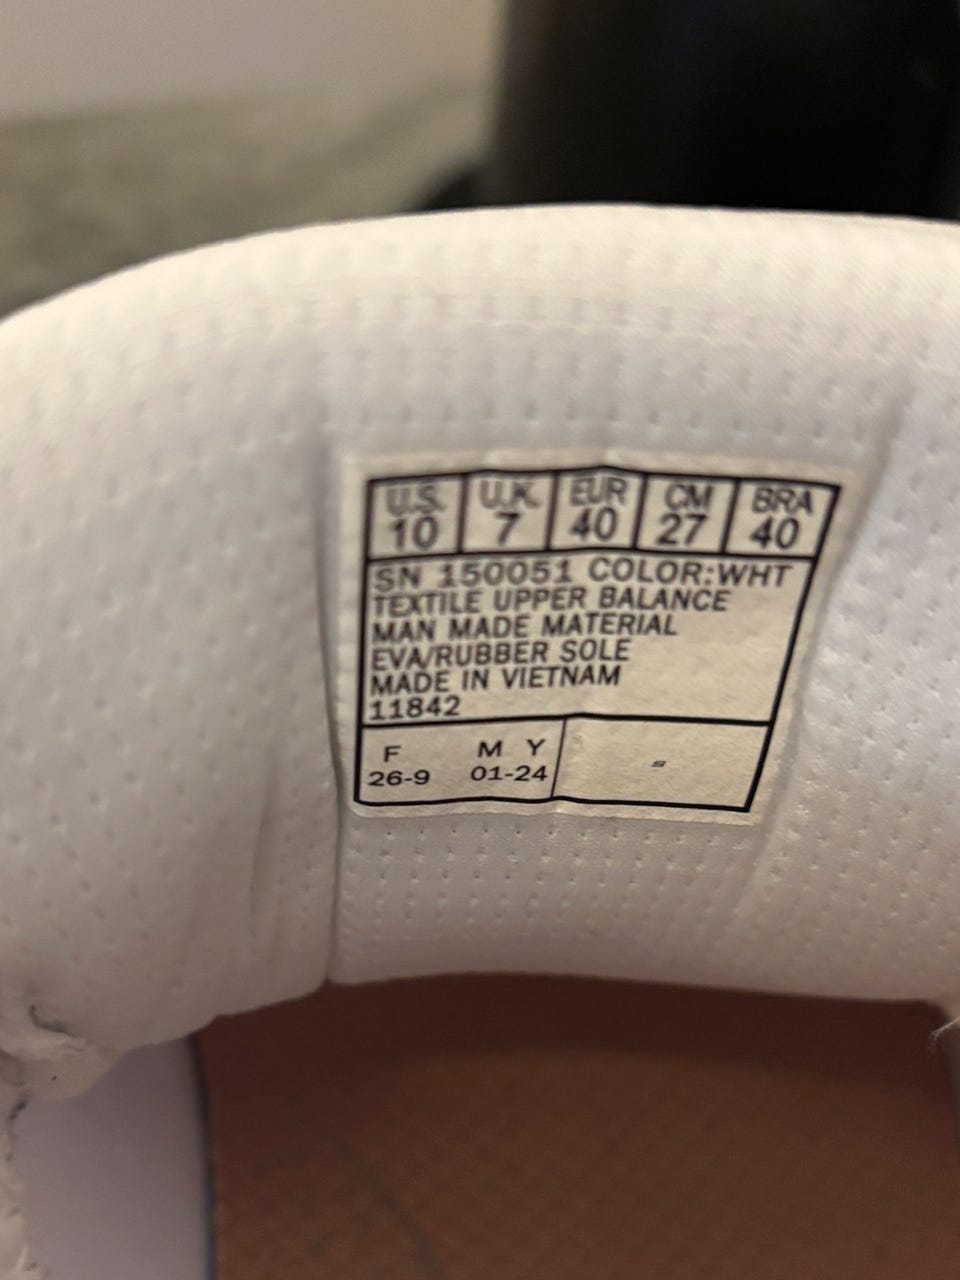 U.S. U.K. EUR CM BRA
10 7 40 27 40
SN 150051 COLOR:WHT
TEXTILE UPPER BALANCE
MAN MADE MATERIAL
EVA/RUBBER SOLE
MADE IN VIETNAM
11842
F M Y
26-9 01-24